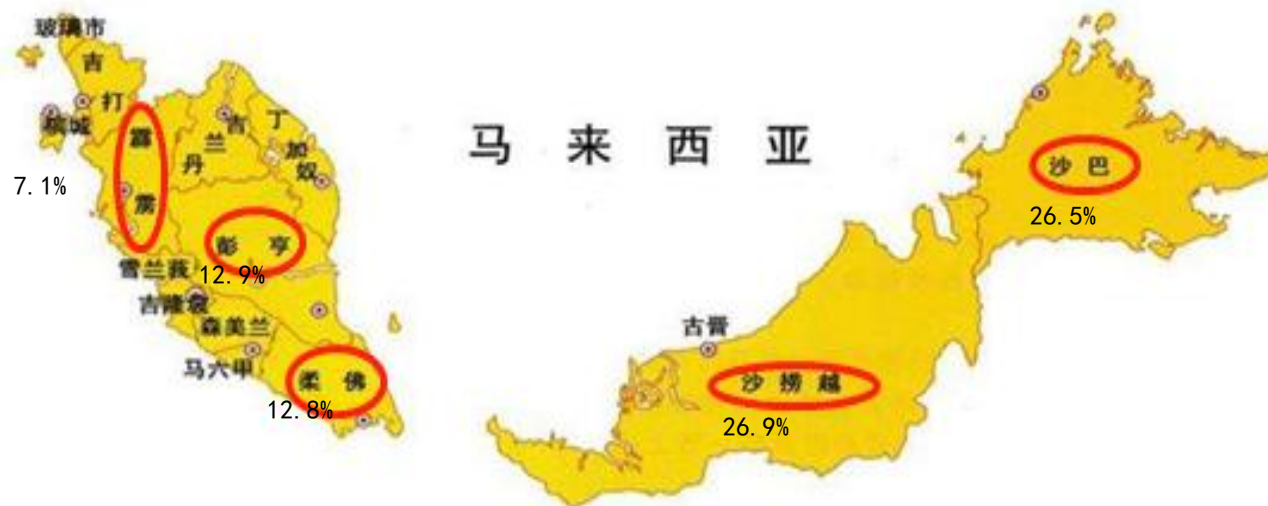 玻璃市
吉打
槟城
霹雳
7.1%
吉兰丹
丁加奴
彭亨
12.9%
雪兰莪
吉隆坡
森美兰
马六甲
柔佛
12.8%
马来西亚
沙巴
26.5%
古晋
沙捞越
26.9%